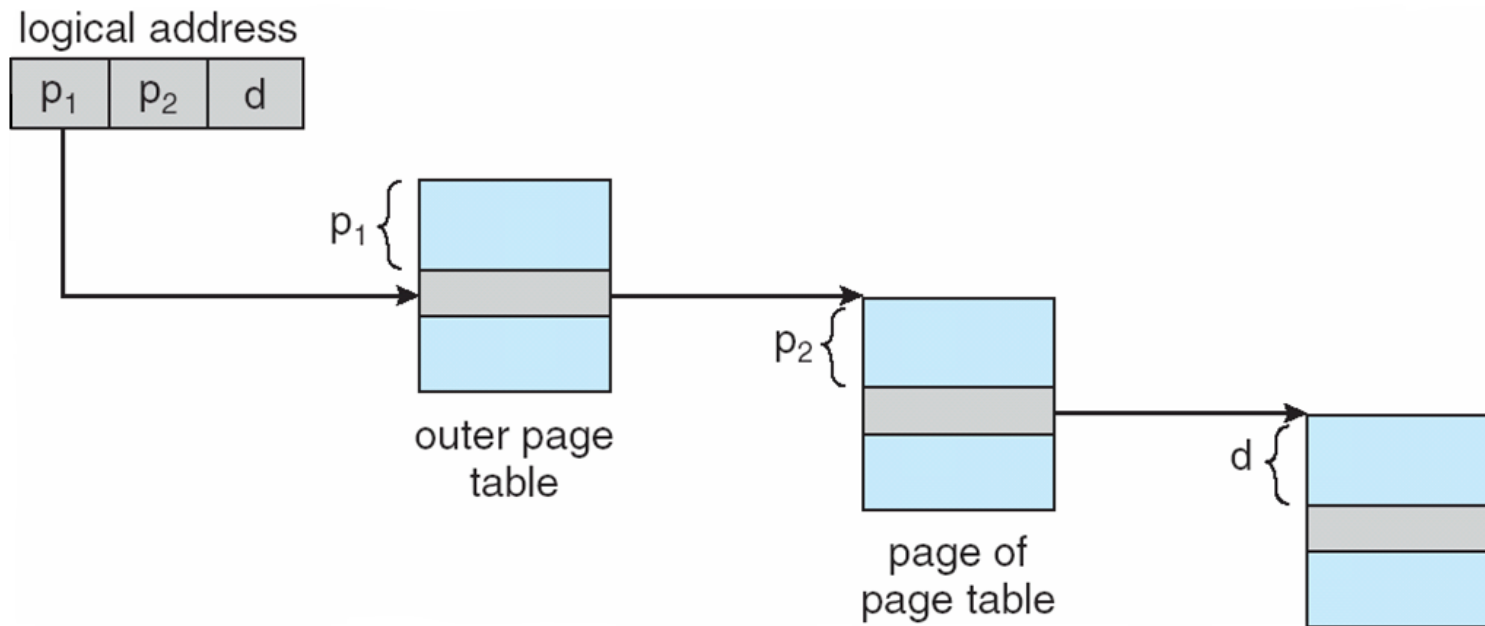 logical address
p₁ p₂ d
p₁
outer page
table
p₂
page of
page table
d